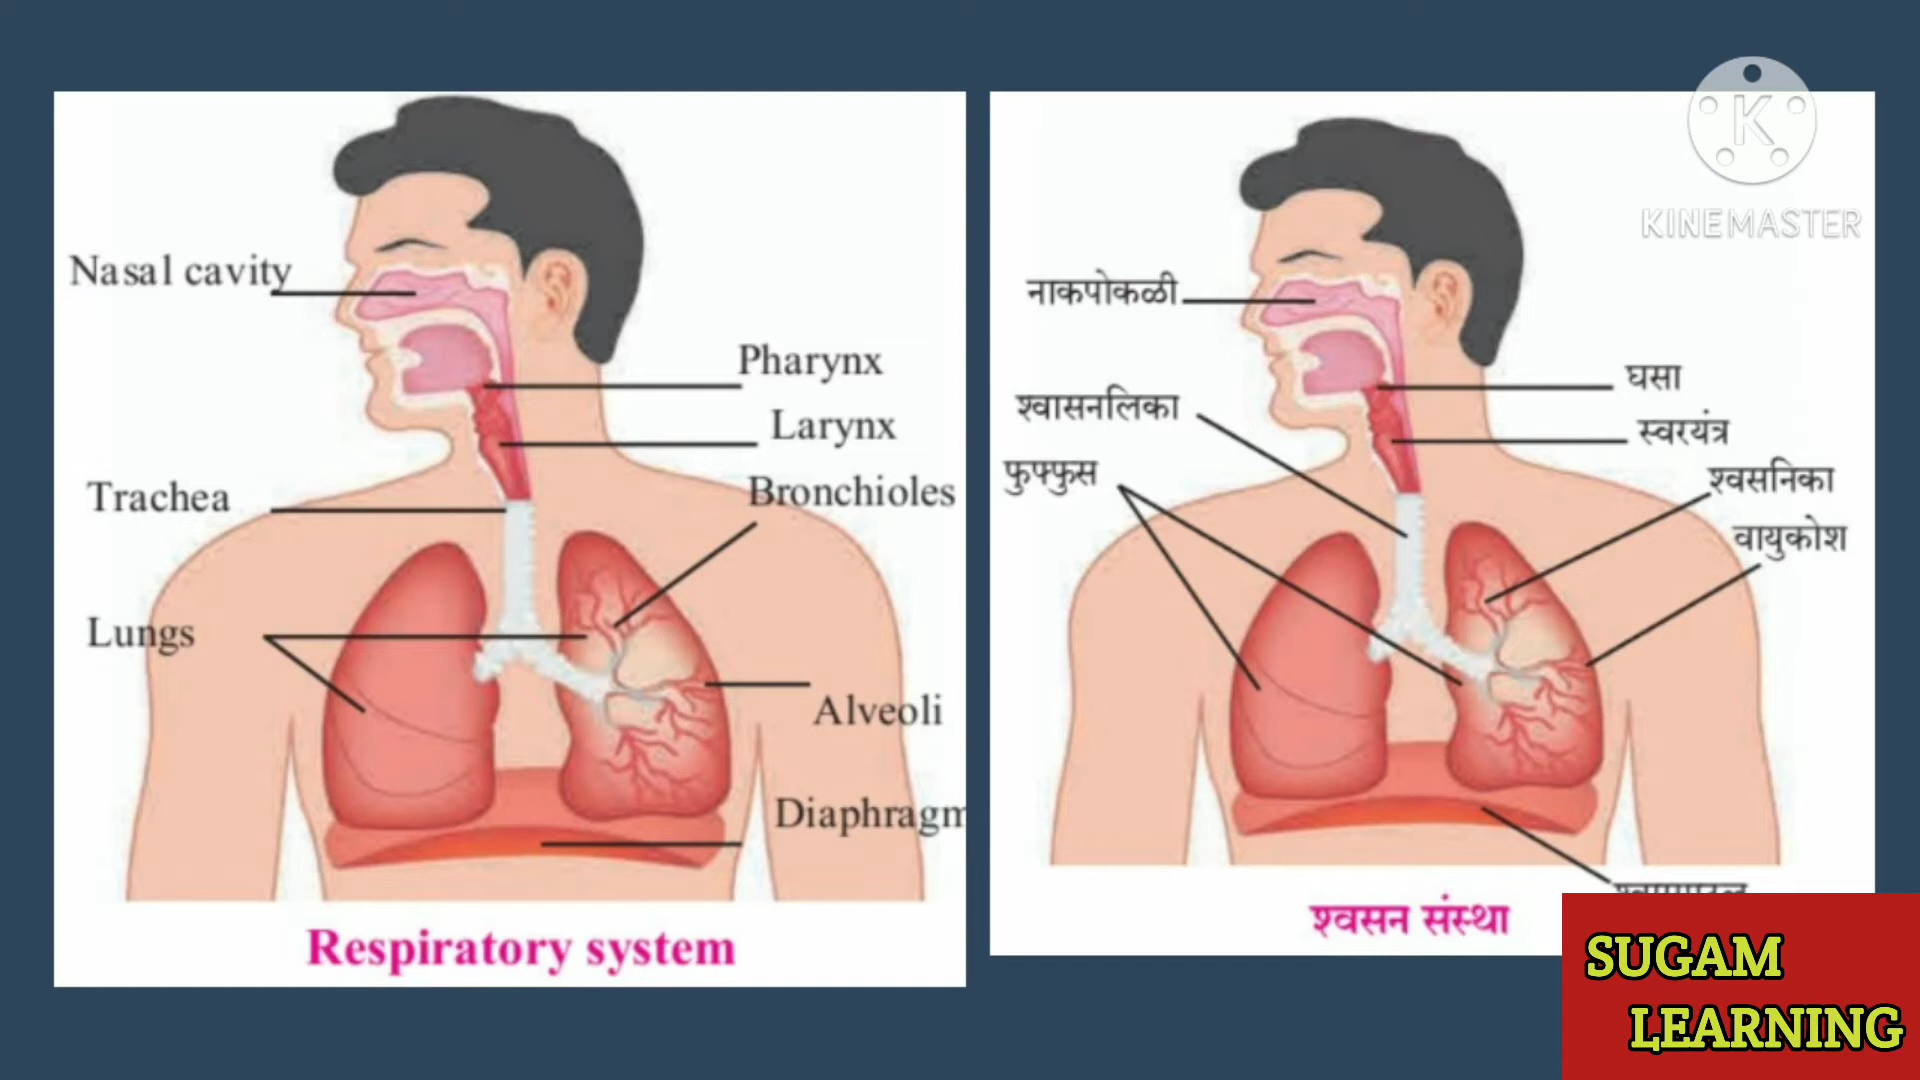 Nasal cavity
Pharynx
Larynx
Bronchioles
Trachea
Lungs
Alveoli
Diaphragm
Respiratory system
नाकपोकळी
घसा
श्वासनलिका
स्वरयंत्र
फुफ्फुस
श्वसनिका
वायुकोश
श्वसन संस्था
KINEMASTER
SUGAM
LEARNING